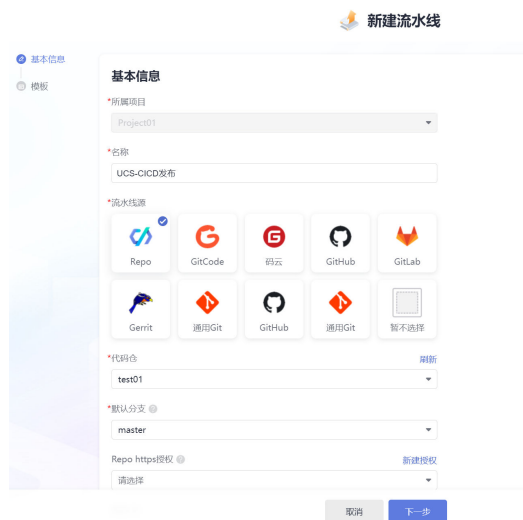 新建流水线
基本信息
模板
基本信息
*所属项目
Project01
*名称
UCS-CICD发布
*流水线源
Repo
GitCode
码云
GitHub
GitLab
Gerrit
通用Git
GitHub
通用Git
暂不选择
*代码仓
刷新
test01
*默认分支
master
Repo https授权
新建授权
请选择
取消
下一步